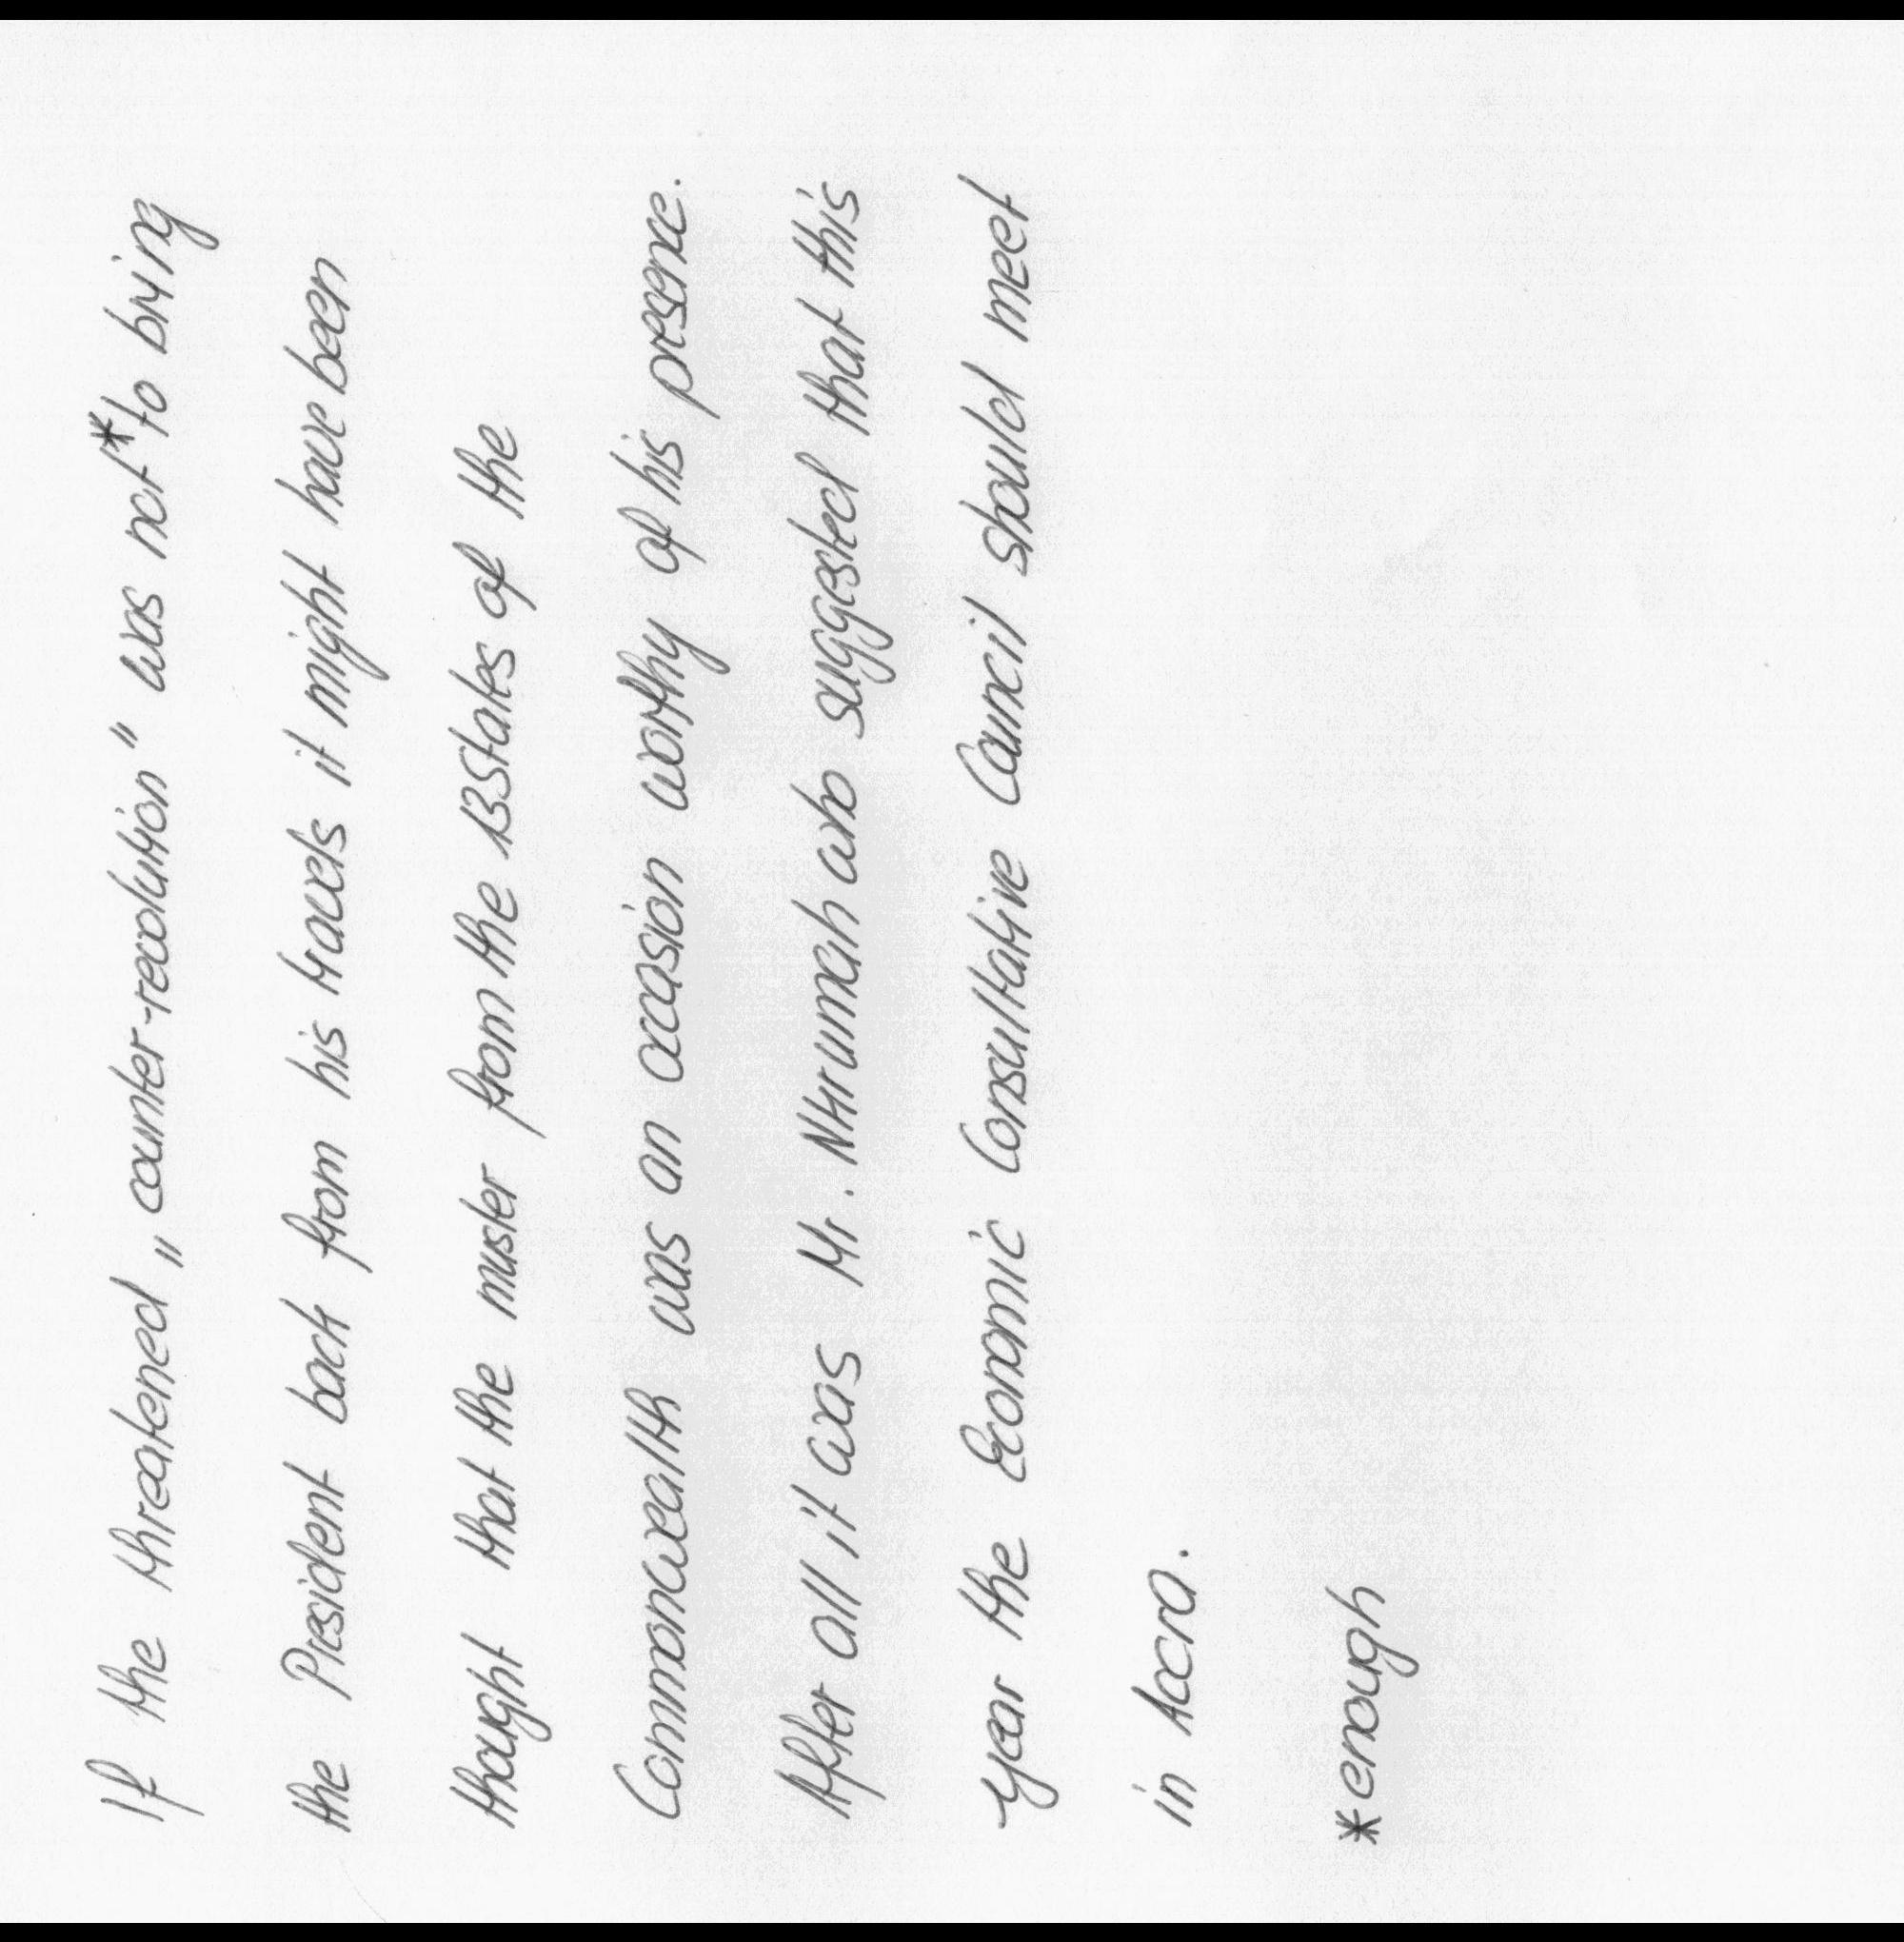 If the threatened „counter-revolution" was not* to bring
the President back from his travels it might have been
thought that the muster from the 13 States of the
Commonwealth was an occasion worthy of his presence.
After all it was Mr. Nkrumah who suggested that this
year the Economic Consultative Council should meet
in Accra.
*enough